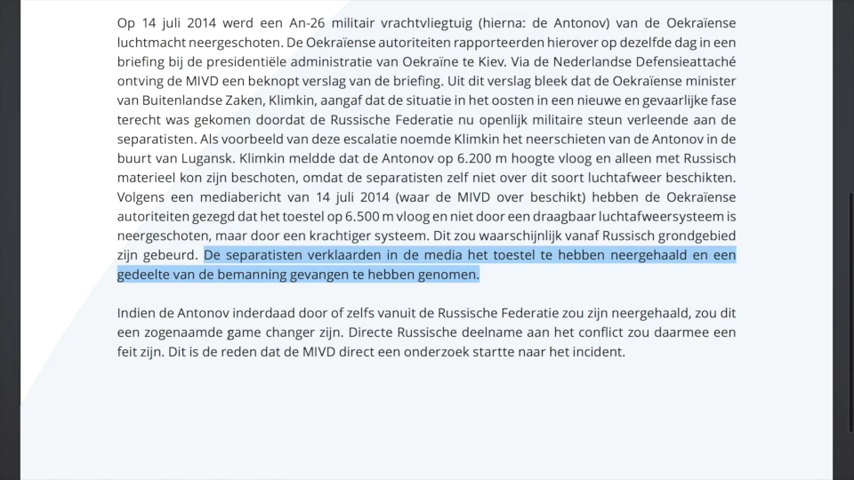 Op 14 juli 2014 werd een An-26 militair vrachtvliegtuig (hierna: de Antonov) van de Oekraïense
luchtmacht neergeschoten. De Oekraïense autoriteiten rapporteerden hierover op dezelfde dag in een
briefing bij de presidentiële administratie van Oekraïne te Kiev. Via de Nederlandse Defensieattaché
ontving de MIVD een beknopt verslag van de briefing. Uit dit verslag bleek dat de Oekraïense minister
van Buitenlandse Zaken, Klimkin, aangaf dat de situatie in het oosten in een nieuwe en gevaarlijke fase
terecht was gekomen doordat de Russische Federatie nu openlijk militaire steun verleende aan de
separatisten. Als voorbeeld van deze escalatie noemde Klimkin het neerschieten van de Antonov in de
buurt van Lugansk. Klimkin meldde dat de Antonov op 6.200 m hoogte vloog en alleen met Russisch
materieel kon zijn beschoten, omdat de separatisten zelf niet over dit soort luchtafweer beschikten.
Volgens een mediabericht van 14 juli 2014 (waar de MIVD over beschikt) hebben de Oekraïense
autoriteiten gezegd dat het toestel op 6.500 m vloog en niet door een draagbaar luchtafweersysteem is
neergeschoten, maar door een krachtiger systeem. Dit zou waarschijnlijk vanaf Russisch grondgebied
zijn gebeurd. De separatisten verklaarden in de media het toestel te hebben neergehaald en een
gedeelte van de bemanning gevangen te hebben genomen.
Indien de Antonov inderdaad door of zelfs vanuit de Russische Federatie zou zijn neergehaald, zou dit
een zogenaamde game changer zijn. Directe Russische deelname aan het conflict zou daarmee een
feit zijn. Dit is de reden dat de MIVD direct een onderzoek startte naar het incident.